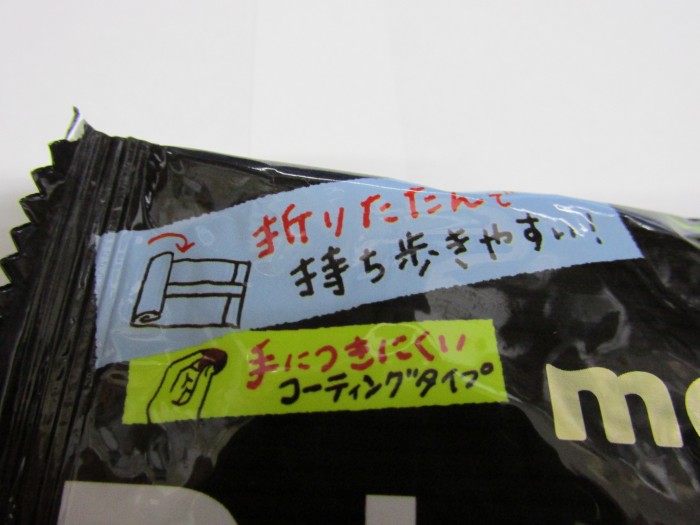 折りたたんで
持ち歩きやすい!
手につきにくい
コーティングタイプ